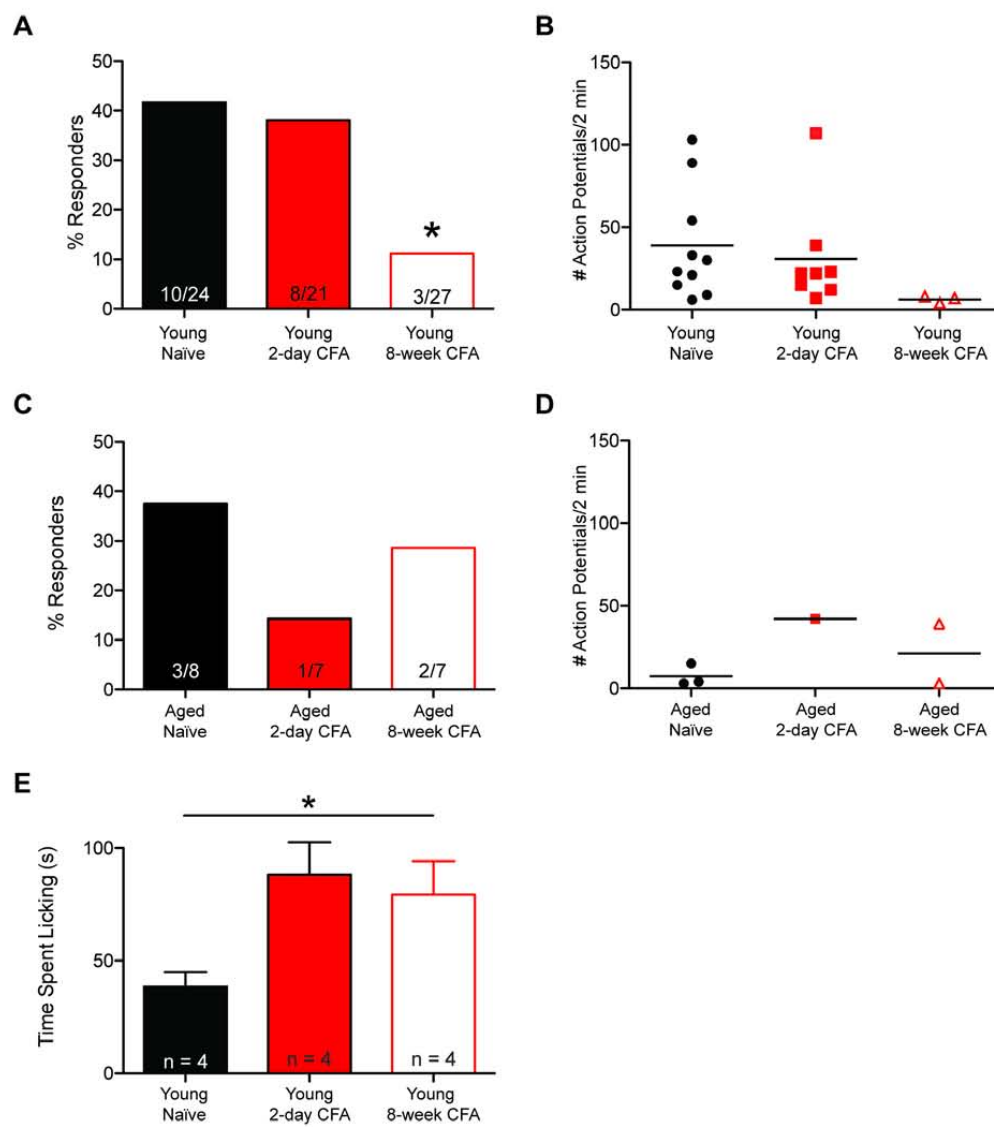 A
% Responders
50
40
30
20
10
0
*
10/24
8/21
3/27
Young
Naïve
Young
2-day CFA
Young
8-week CFA
B
# Action Potentials/2 min
150
100
50
0
Young
Naïve
Young
2-day CFA
Young
8-week CFA
C
% Responders
50
40
30
20
10
0
3/8
1/7
2/7
Aged
Naïve
Aged
2-day CFA
Aged
8-week CFA
D
# Action Potentials/2 min
150
100
50
0
Aged
Naïve
Aged
2-day CFA
Aged
8-week CFA
E
Time Spent Licking (s)
100
50
0
*
n = 4
n = 4
n = 4
Young
Naïve
Young
2-day CFA
Young
8-week CFA